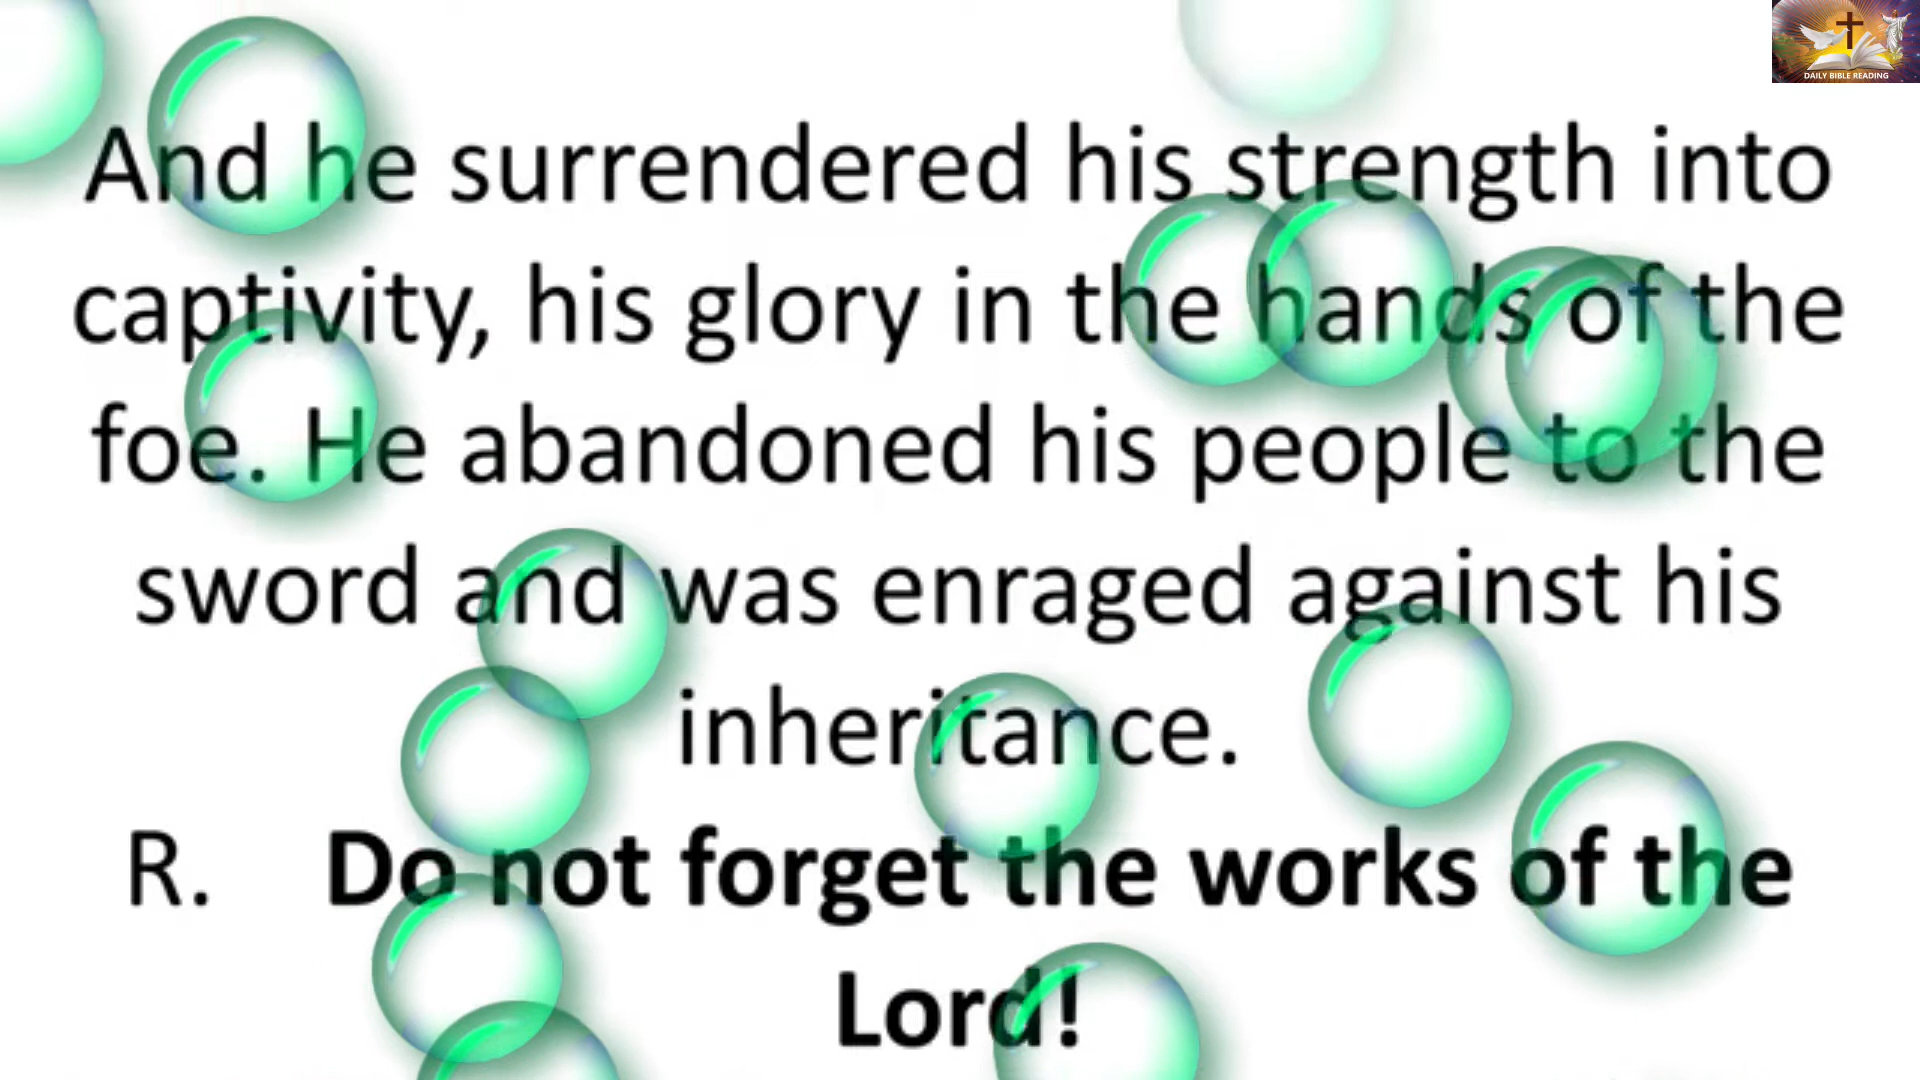 DAILY BIBLE READING
And he surrendered his strength into
captivity, his glory in the hands of the
foe. He abandoned his people to the
sword and was enraged against his
inheritance.
R. Do not forget the works of the
Lord!